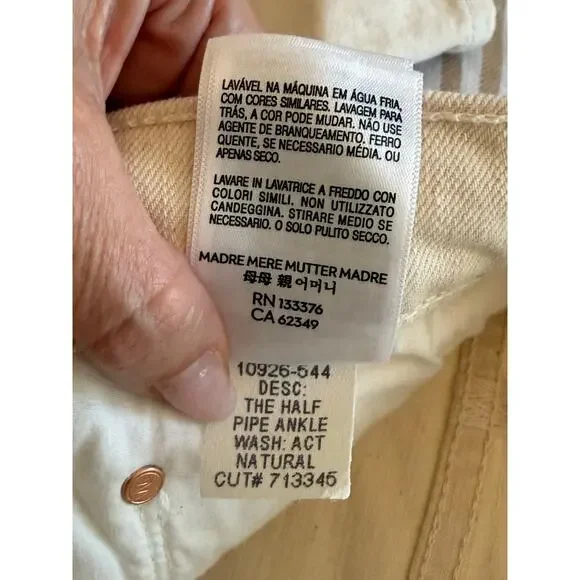 LAVÁVEL NA MÁQUINA EM ÁGUA FRIA,
COM CORES SIMILARES. LAVAGEM PARA
TRÁS, A COR PODE MUDAR. NÃO USE
AGENTE DE BRANQUEAMENTO. FERRO
QUENTE, SE NECESSARIO MÉDIA. OU
APENAS SECO.
LAVARE IN LAVATRICE A FREDDO CON
COLORI SIMILI. NON UTILIZZATO
CANDEGGINA. STIRARE MEDIO SE
NECESSARIO. O SOLO PULITO SECCO.
MADRE MERE MUTTER MADRE
母母 親 어머니
RN 133376
CA 62349
10926-544
DESC:
THE HALF
PIPE ANKLE
WASH: ACT
NATURAL
CUT# 713345